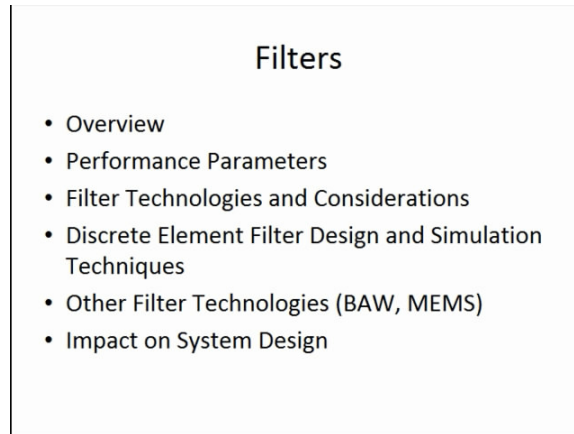 Filters
• Overview
• Performance Parameters
• Filter Technologies and Considerations
• Discrete Element Filter Design and Simulation
Techniques
• Other Filter Technologies (BAW, MEMS)
• Impact on System Design